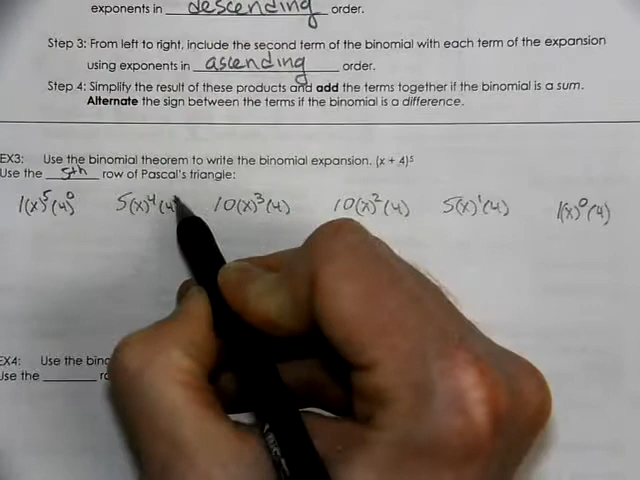 exponents in descending order.
Step 3: From left to right, include the second term of the binomial with each term of the expansion
using exponents in ascending order.
Step 4: Simplify the result of these products and add the terms together if the binomial is a sum.
Alternate the sign between the terms if the binomial is a difference.
EX3: Use the binomial theorem to write the binomial expansion. (x + 4)⁵
Use the 5th row of Pascal's triangle:
1(x)⁵(4)⁰ 5(x)⁴(4 10(x)³(4) 10(x)²(4) 5(x)¹(4) 1(x)⁰(4)
EX4: Use the bino
Use the ______ ro